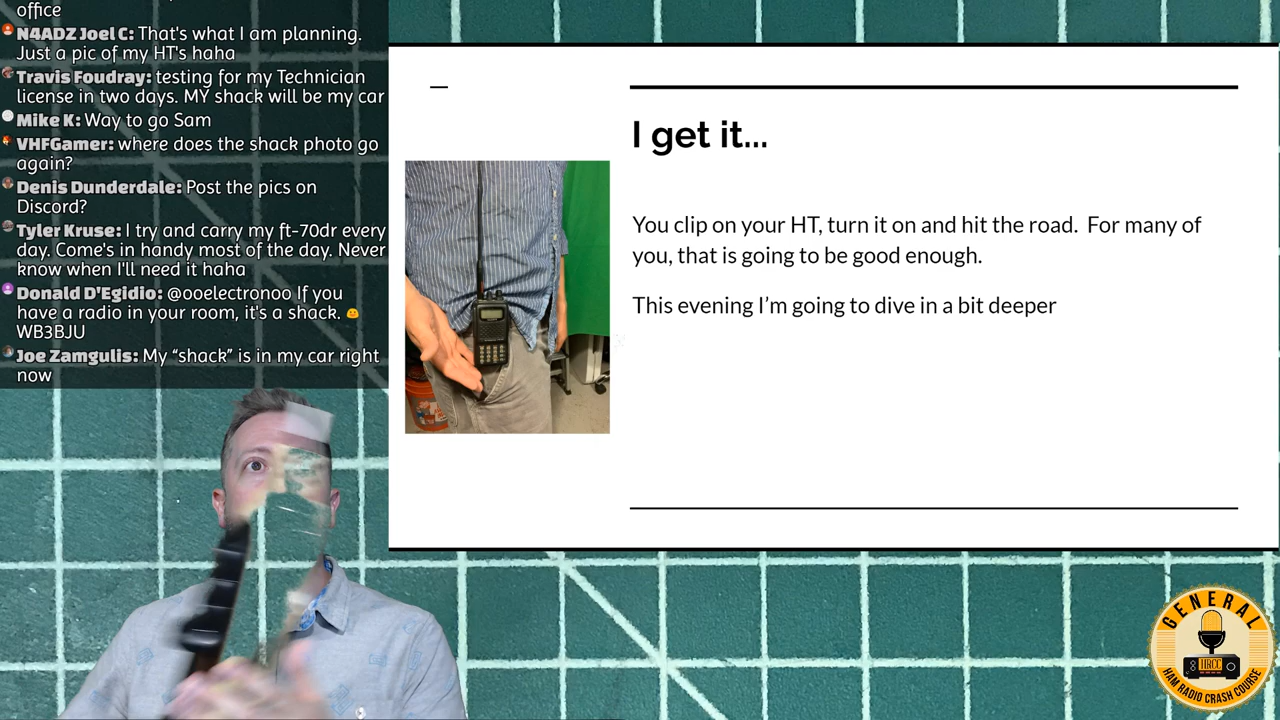 office
N4ADZ Joel C: That's what I am planning.
Just a pic of my HT's haha
Travis Foudray: testing for my Technician
license in two days. MY shack will be my car
Mike K: Way to go Sam
VHFGamer: where does the shack photo go
again?
Denis Dunderdale: Post the pics on
Discord?
Tyler Kruse: I try and carry my ft-70dr every
day. Come's in handy most of the day. Never
know when I'll need it haha
Donald D'Egidio: @ooelectronoo If you
have a radio in your room, it's a shack. 🙂
WB3BJU
Joe Zamgulis: My “shack” is in my car right
now
I get it...
You clip on your HT, turn it on and hit the road.  For many of
you, that is going to be good enough.
This evening I’m going to dive in a bit deeper
GENERAL
HRCC
HAM RADIO CRASH COURSE